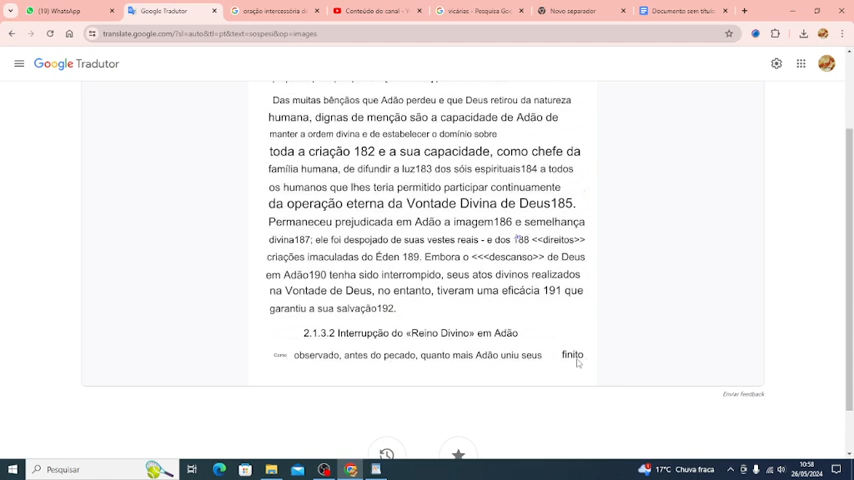 (1) WhatsApp
Google Tradutor
oração intercessória d
Conteúdo do canal - Y
vicárias - Pesquisa Go
Novo separador
Documento sem título
translate.google.com/?sl=auto&tl=pt&text=sospesi&op=images
Google Tradutor
Das muitas bênçãos que Adão perdeu e que Deus retirou da natureza
humana, dignas de menção são a capacidade de Adão de
manter a ordem divina e de estabelecer o domínio sobre
toda a criação 182 e a sua capacidade, como chefe da
família humana, de difundir a luz183 dos sóis espirituais184 a todos
os humanos que lhes teria permitido participar continuamente
da operação eterna da Vontade Divina de Deus185.
Permaneceu prejudicada em Adão a imagem186 e semelhança
divina187; ele foi despojado de suas vestes reais - e dos 188 <<direitos>>
criações imaculadas do Éden 189. Embora o <<<descanso>> de Deus
em Adão190 tenha sido interrompido, seus atos divinos realizados
na Vontade de Deus, no entanto, tiveram uma eficácia 191 que
garantiu a sua salvação192.
2.1.3.2 Interrupção do «Reino Divino» em Adão
Como observado, antes do pecado, quanto mais Adão uniu seus finito
Enviar feedback
Pesquisar
17°C Chuva fraca
10:58
26/05/2024